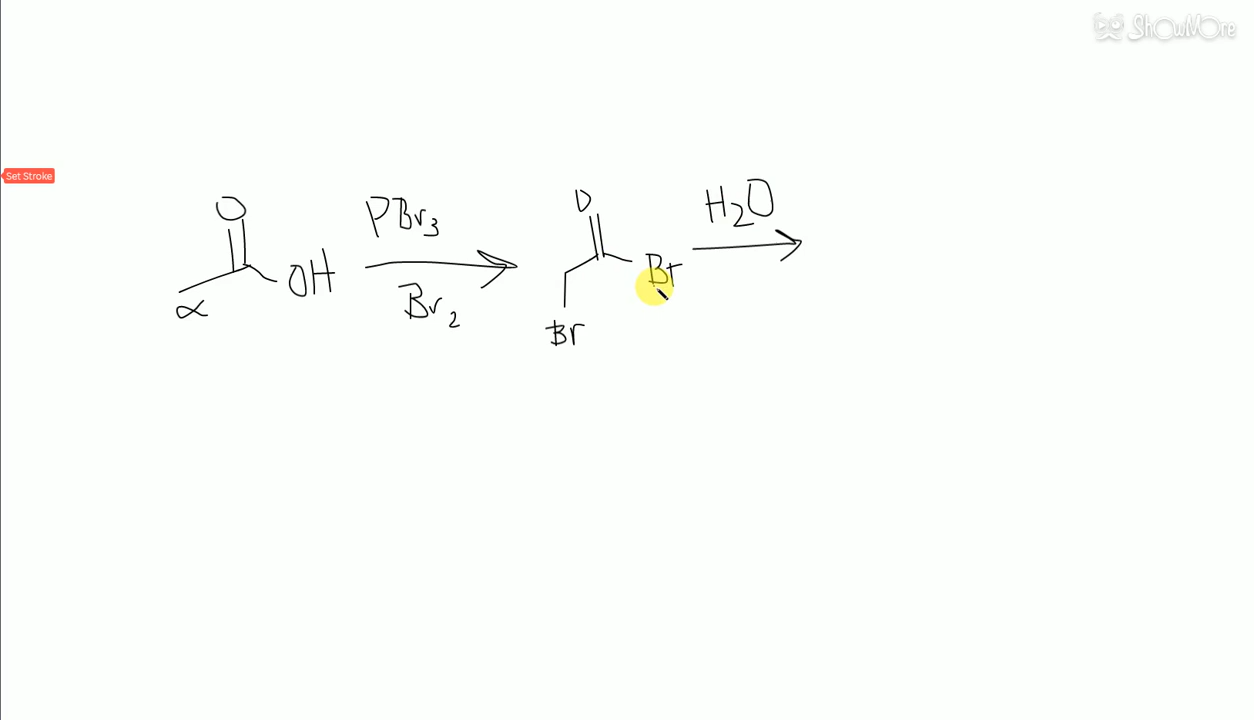 ShowMore
Set Stroke
O
OH
α
PBr3
Br2
O
Br
Br
H2O